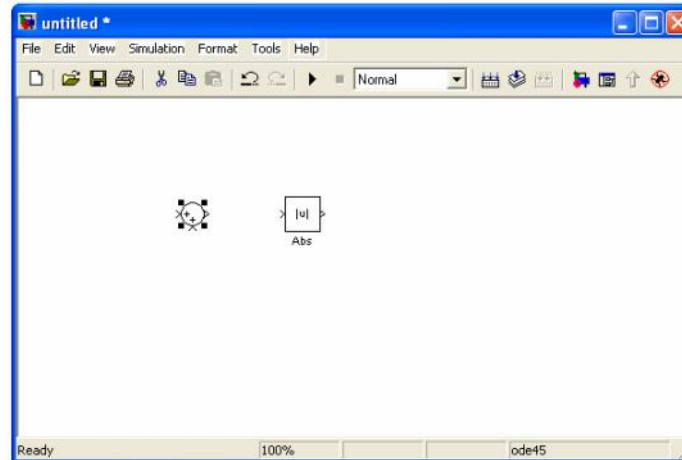 untitled *
File Edit View Simulation Format Tools Help
Normal
|u|
Abs
Ready 100% ode45